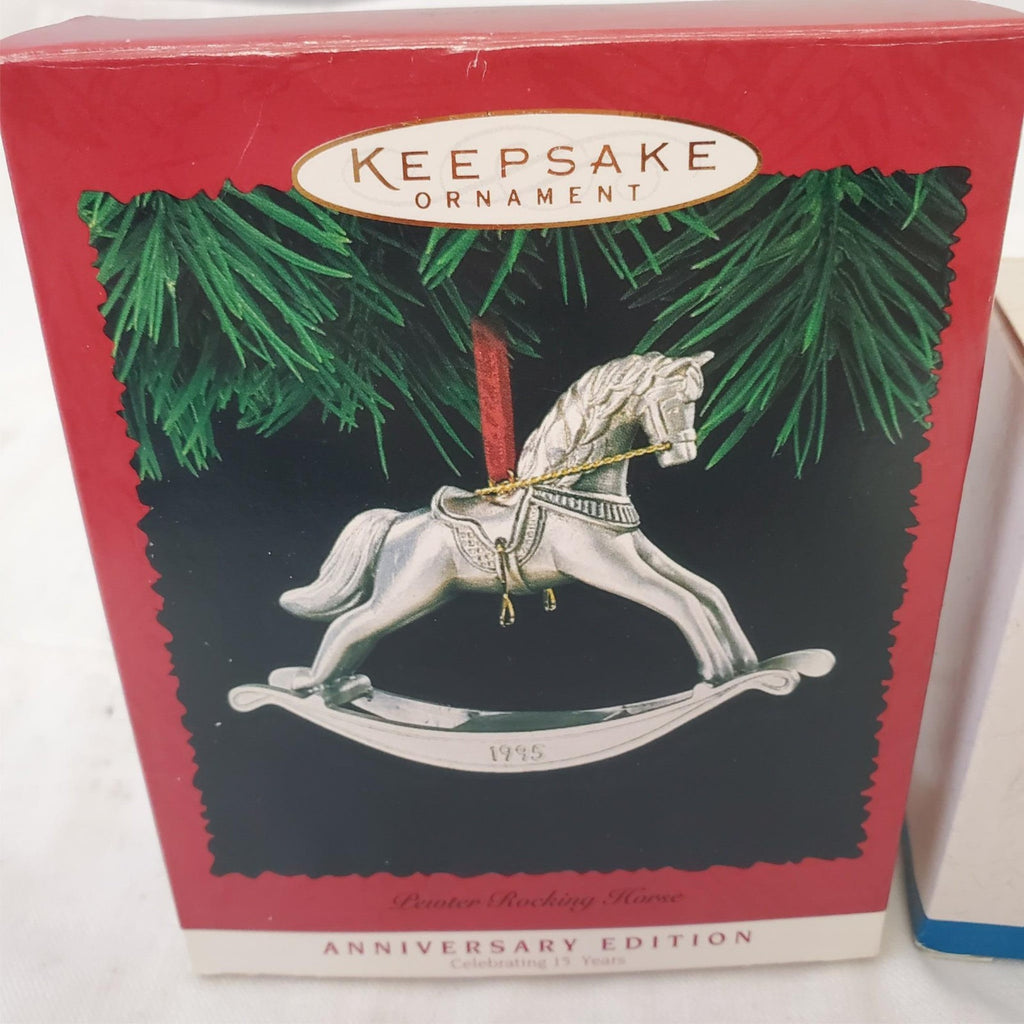 KEEPSAKE
ORNAMENT
1995
Pewter Rocking Horse
ANNIVERSARY EDITION
Celebrating 15 Years